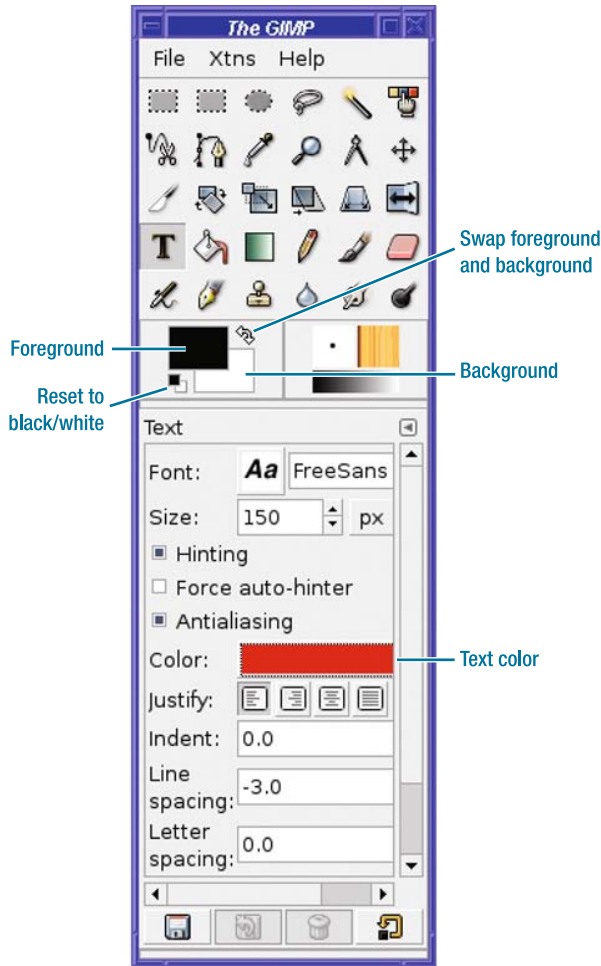 The GIMP
File Xtns Help
T
Swap foreground
and background
Foreground
Background
Reset to
black/white
Text
Font: Aa FreeSans
Size: 150 px
Hinting
Force auto-hinter
Antialiasing
Color:
Text color
Justify:
Indent: 0.0
Line
spacing: -3.0
Letter
spacing: 0.0